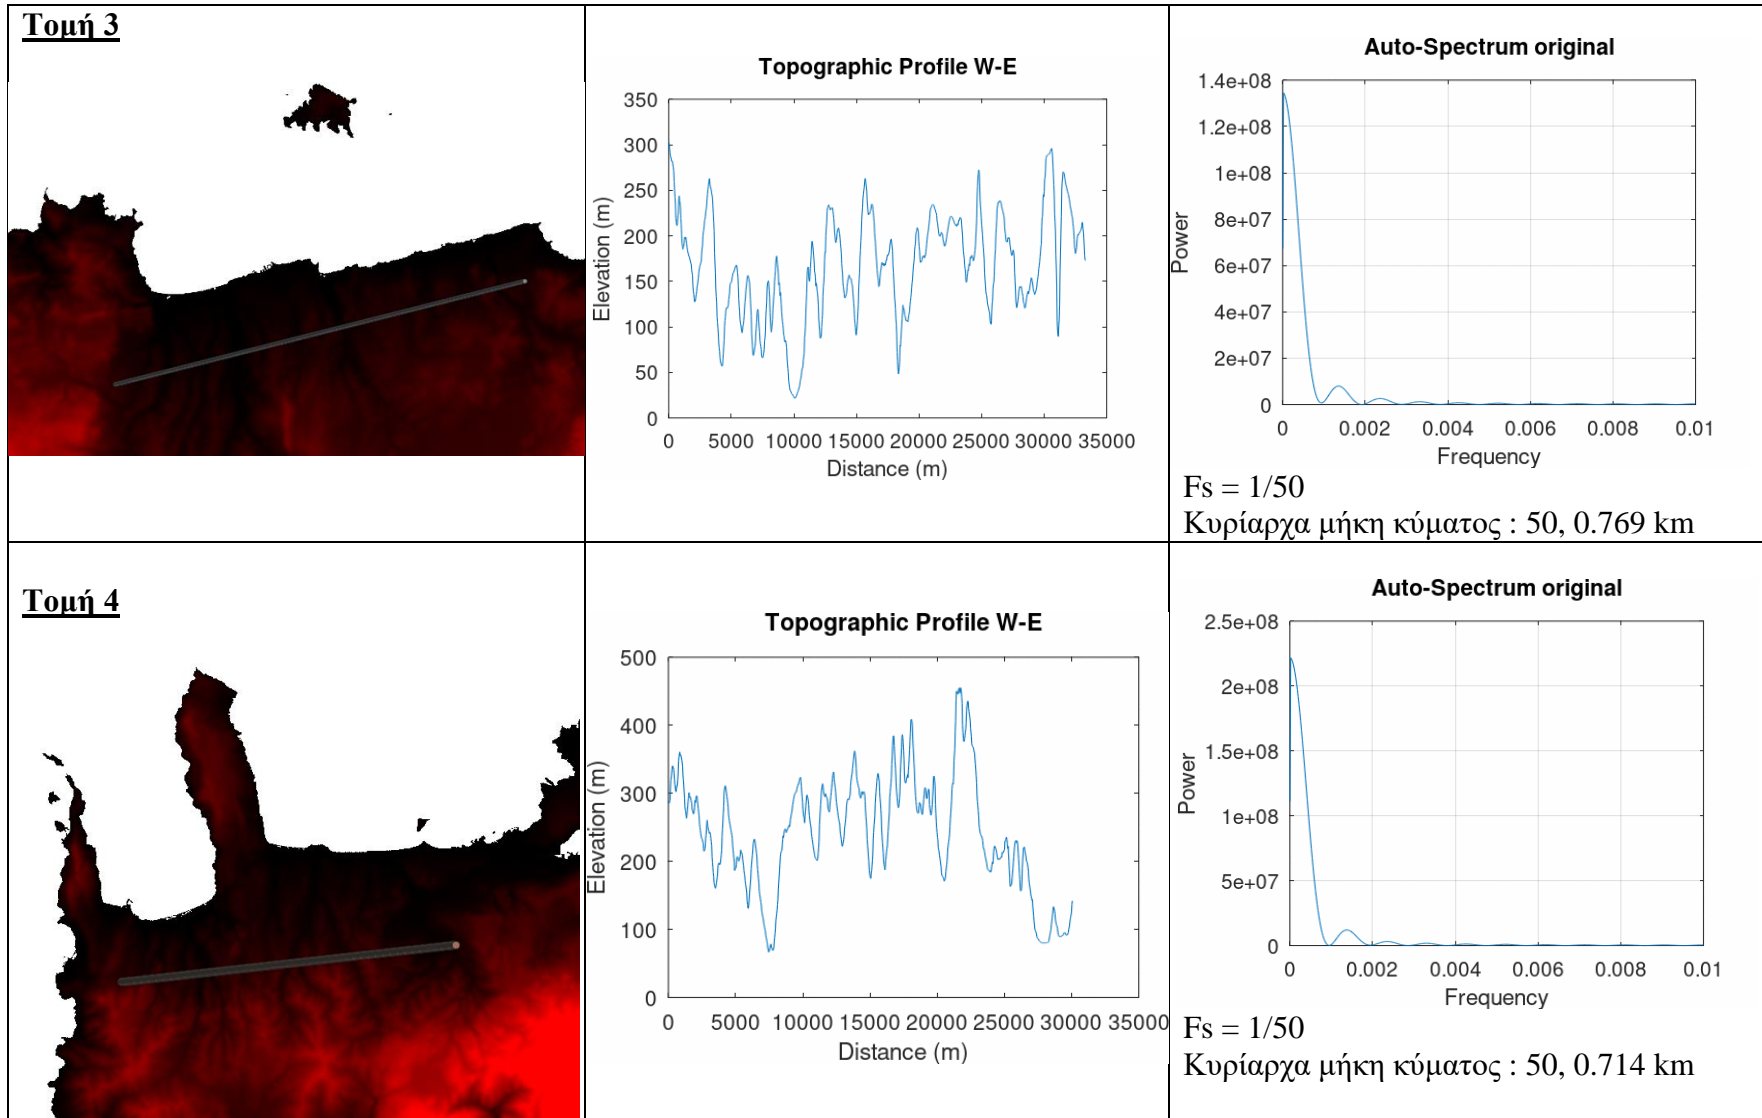 Τομή 3
Topographic Profile W-E
350
300
250
200
150
100
50
0
Elevation (m)
0 5000 10000 15000 20000 25000 30000 35000
Distance (m)
Auto-Spectrum original
1.4e+08
1.2e+08
1e+08
8e+07
6e+07
4e+07
2e+07
0
Power
0 0.002 0.004 0.006 0.008 0.01
Frequency
Fs = 1/50
Κυρίαρχα μήκη κύματος : 50, 0.769 km
Τομή 4
Topographic Profile W-E
500
400
300
200
100
0
Elevation (m)
0 5000 10000 15000 20000 25000 30000 35000
Distance (m)
Auto-Spectrum original
2.5e+08
2e+08
1.5e+08
1e+08
5e+07
0
Power
0 0.002 0.004 0.006 0.008 0.01
Frequency
Fs = 1/50
Κυρίαρχα μήκη κύματος : 50, 0.714 km